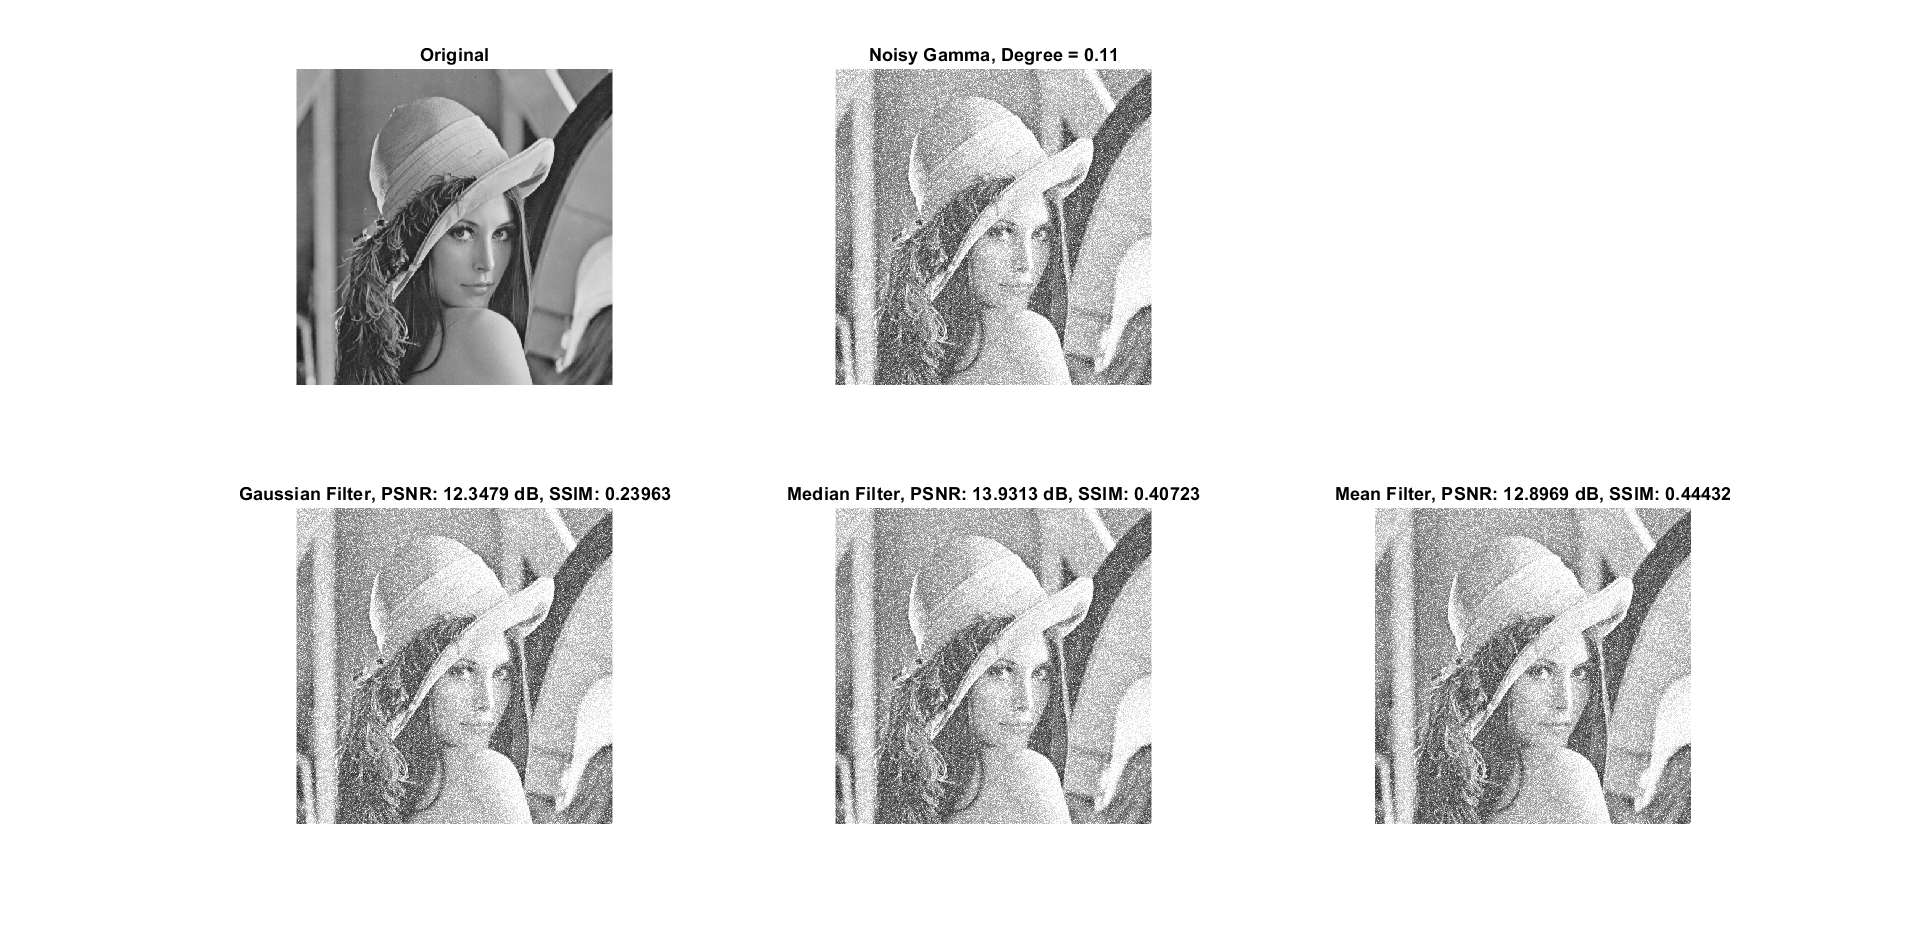 Original
Noisy Gamma, Degree = 0.11
Gaussian Filter, PSNR: 12.3479 dB, SSIM: 0.23963
Median Filter, PSNR: 13.9313 dB, SSIM: 0.40723
Mean Filter, PSNR: 12.8969 dB, SSIM: 0.44432